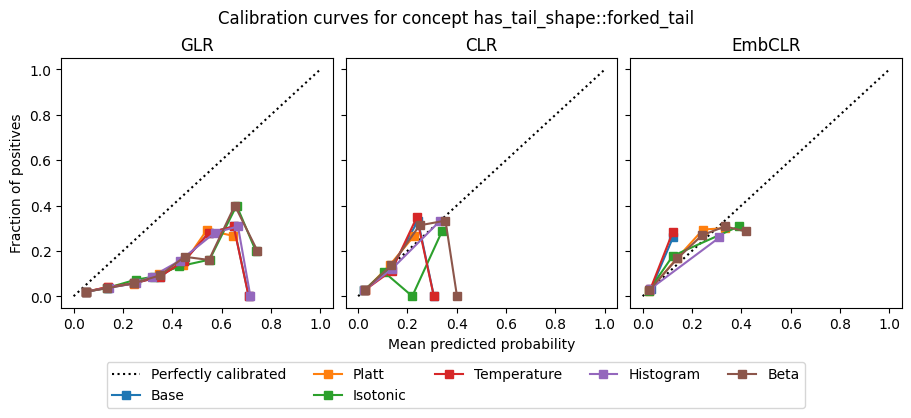 Calibration curves for concept has_tail_shape::forked_tail
GLR CLR EmbCLR
Fraction of positives
1.0
0.8
0.6
0.4
0.2
0.0
0.0 0.2 0.4 0.6 0.8 1.0 0.0 0.2 0.4 0.6 0.8 1.0 0.0 0.2 0.4 0.6 0.8 1.0
Mean predicted probability
Perfectly calibrated Platt Temperature Histogram Beta
Base Isotonic